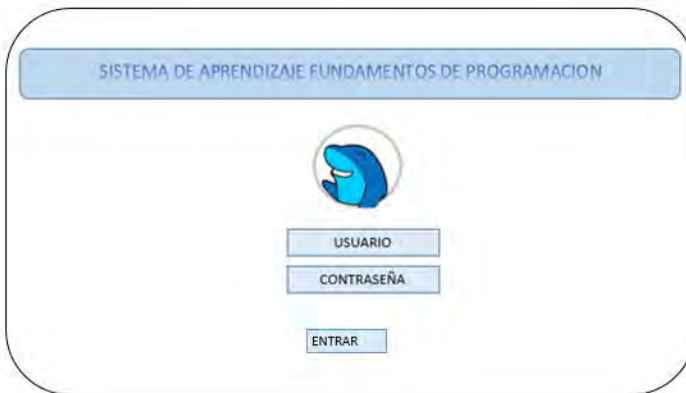 SISTEMA DE APRENDIZAJE FUNDAMENTOS DE PROGRAMACION
USUARIO
CONTRASEÑA
ENTRAR